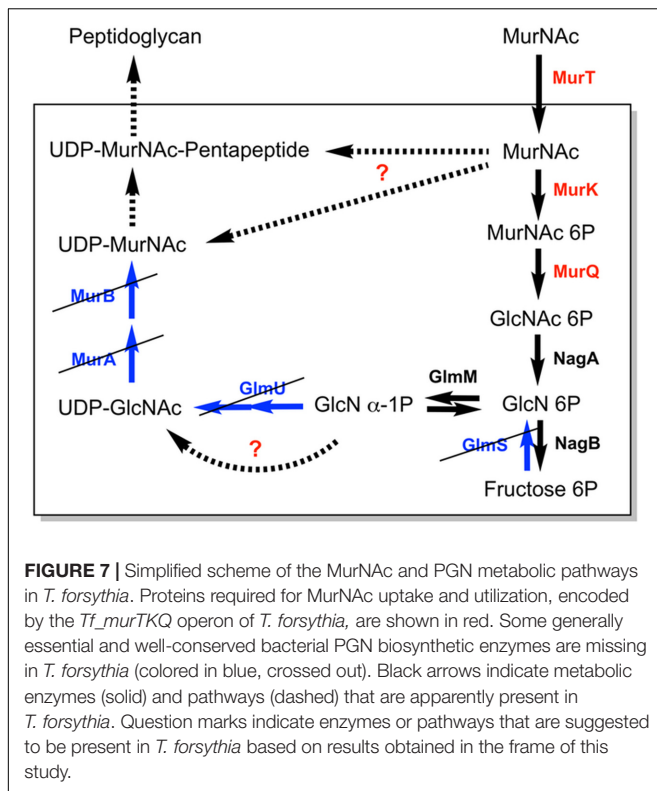 Peptidoglycan
MurNAc
MurT
UDP-MurNAc-Pentapeptide
MurNAc
?
MurK
UDP-MurNAc
MurNAc 6P
MurB
MurQ
GlcNAc 6P
MurA
NagA
GlmU
GlmM
UDP-GlcNAc
GlcN α-1P
GlcN 6P
GlmS
NagB
?
Fructose 6P
FIGURE 7 | Simplified scheme of the MurNAc and PGN metabolic pathways
in T. forsythia. Proteins required for MurNAc uptake and utilization, encoded
by the Tf_murTKQ operon of T. forsythia, are shown in red. Some generally
essential and well-conserved bacterial PGN biosynthetic enzymes are missing
in T. forsythia (colored in blue, crossed out). Black arrows indicate metabolic
enzymes (solid) and pathways (dashed) that are apparently present in
T. forsythia. Question marks indicate enzymes or pathways that are suggested
to be present in T. forsythia based on results obtained in the frame of this
study.